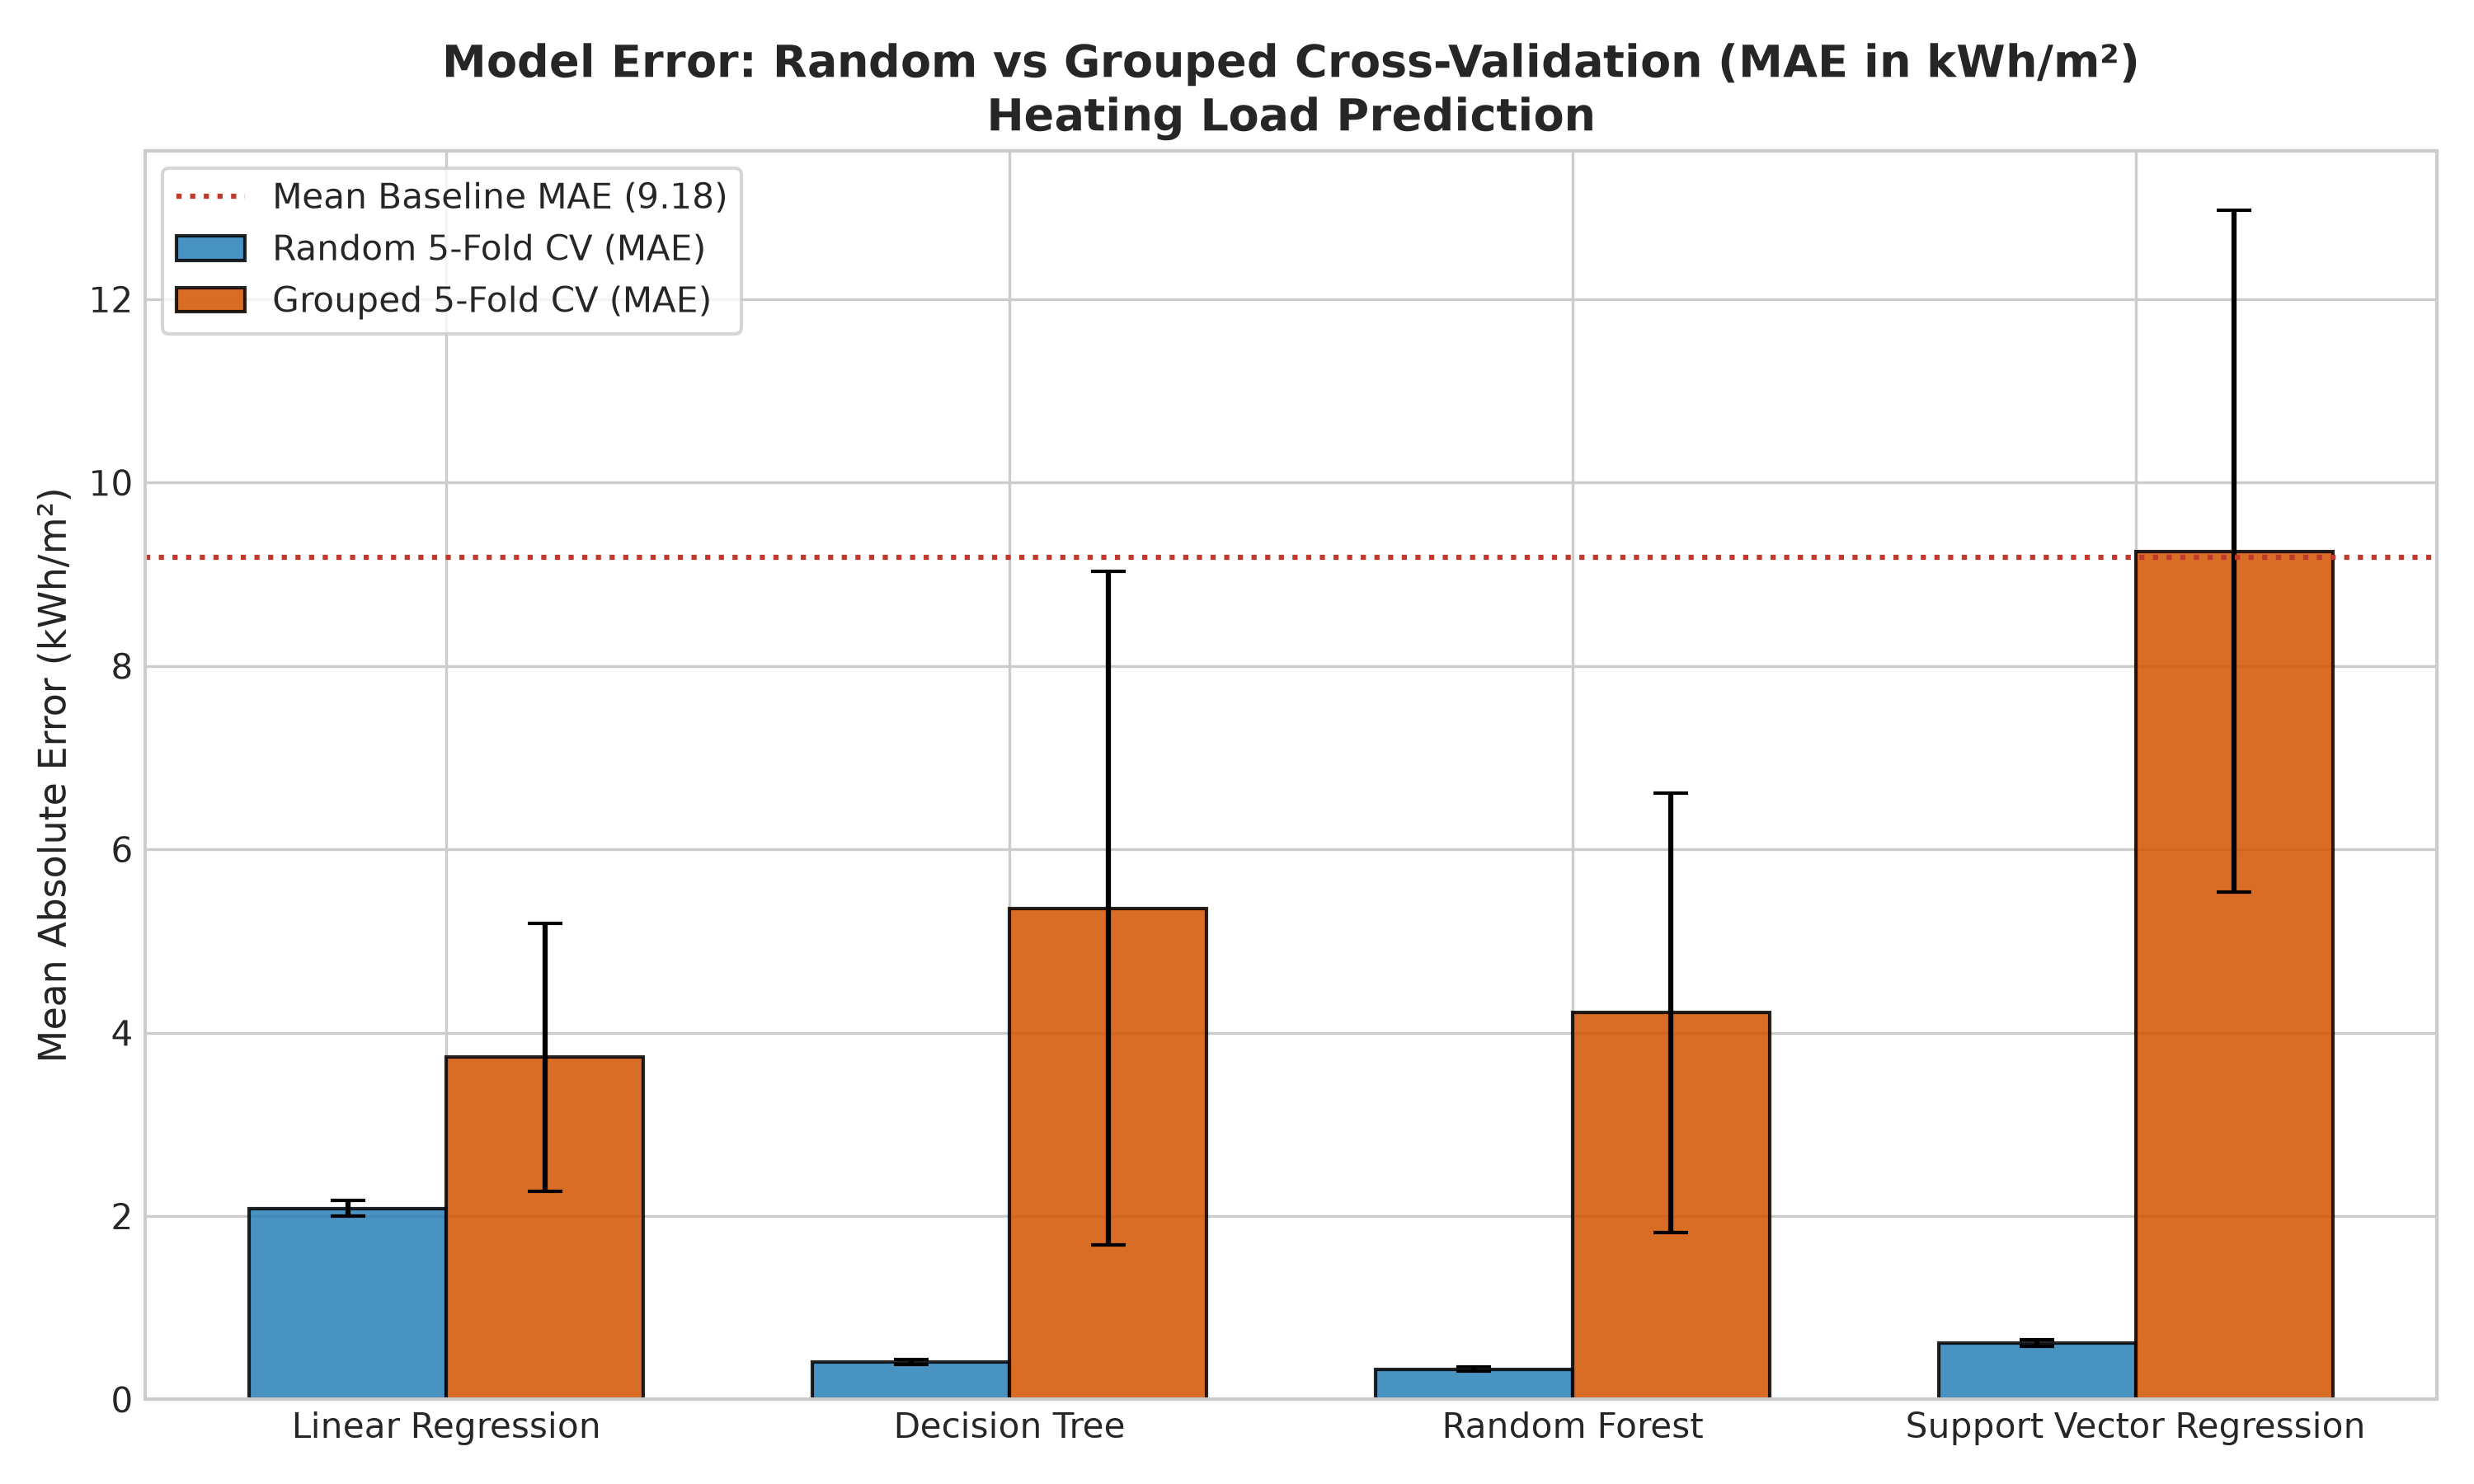 Model Error: Random vs Grouped Cross-Validation (MAE in kWh/m²)
Heating Load Prediction
Mean Baseline MAE (9.18)
Random 5-Fold CV (MAE)
Grouped 5-Fold CV (MAE)
Mean Absolute Error (kWh/m²)
12
10
8
6
4
2
0
Linear Regression
Decision Tree
Random Forest
Support Vector Regression